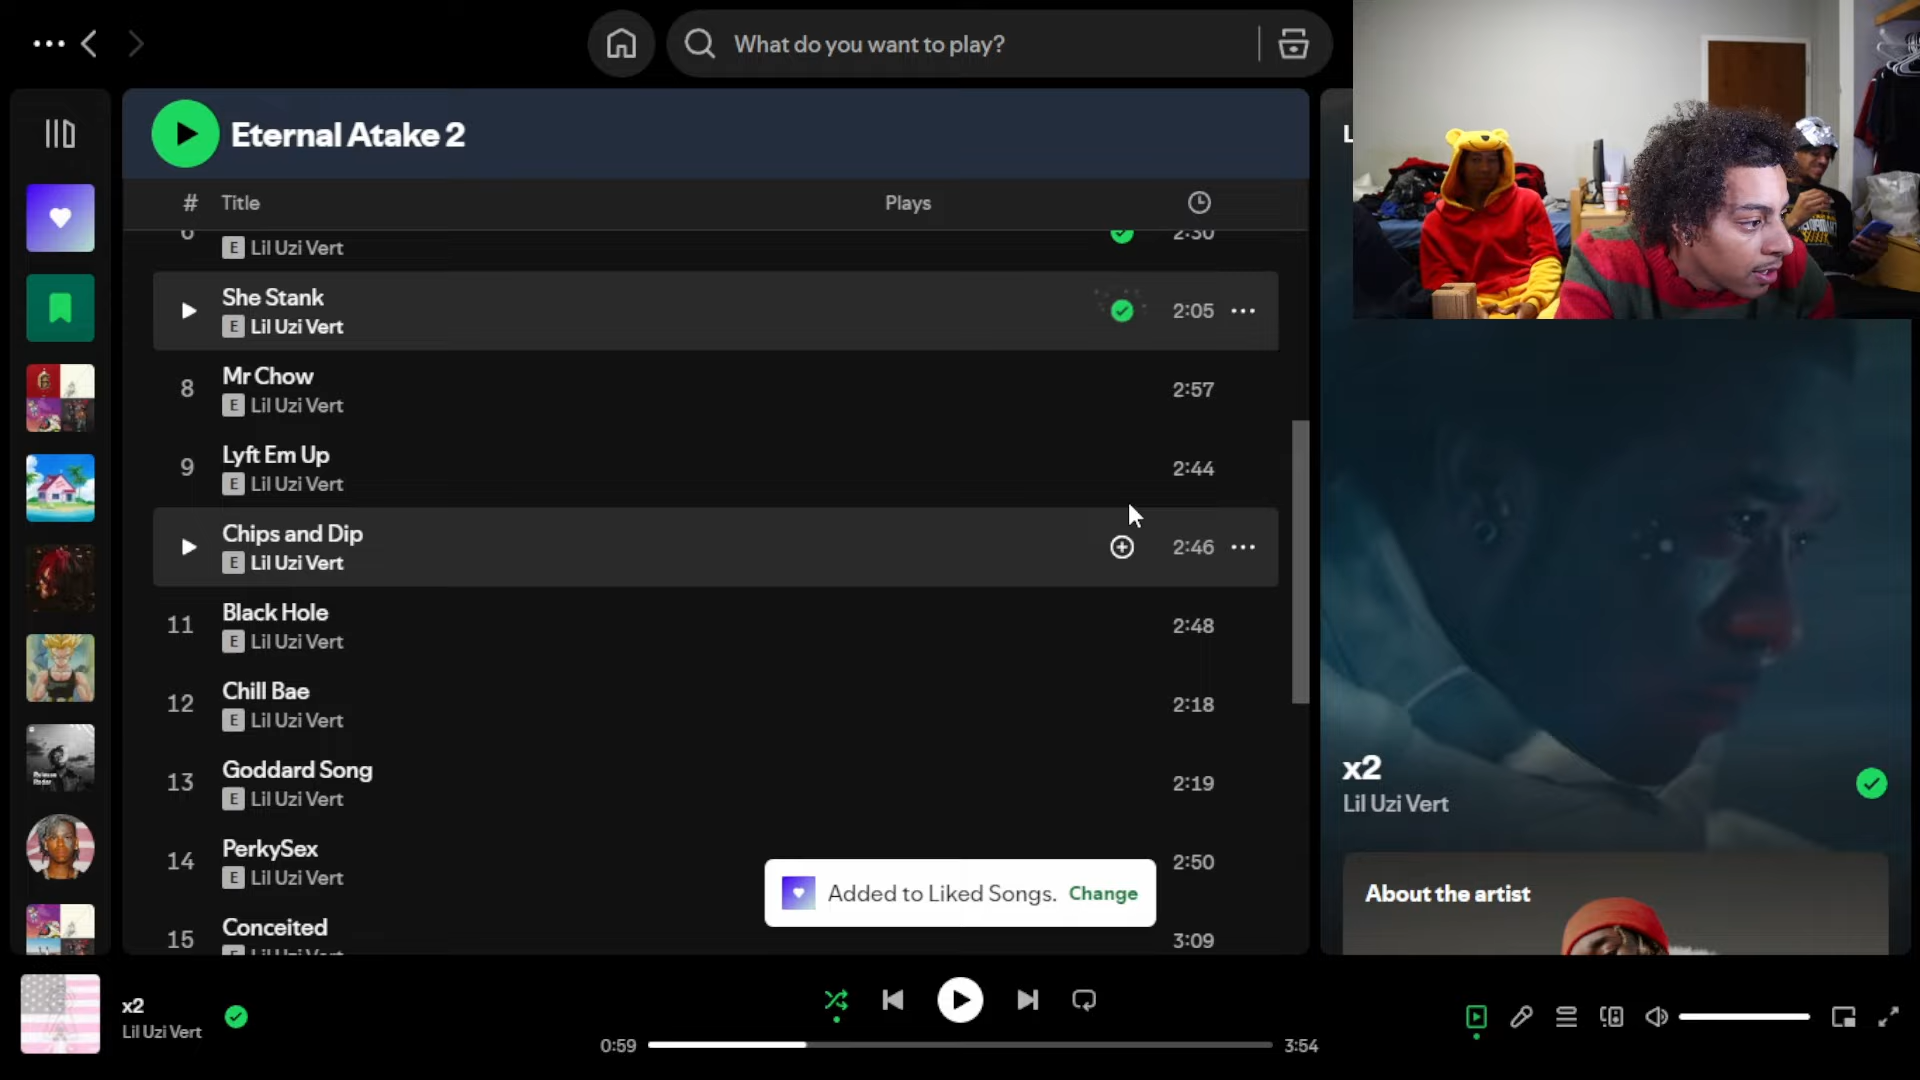 What do you want to play?
Eternal Atake 2
# Title Plays
E Lil Uzi Vert 2:30
She Stank
E Lil Uzi Vert
2:05
8 Mr Chow
E Lil Uzi Vert
2:57
9 Lyft Em Up
E Lil Uzi Vert
2:44
Chips and Dip
E Lil Uzi Vert
2:46
11 Black Hole
E Lil Uzi Vert
2:48
12 Chill Bae
E Lil Uzi Vert
2:18
13 Goddard Song
E Lil Uzi Vert
2:19
14 PerkySex
E Lil Uzi Vert
2:50
15 Conceited
3:09
Added to Liked Songs. Change
L
x2
Lil Uzi Vert
About the artist
x2
Lil Uzi Vert
0:59
3:54